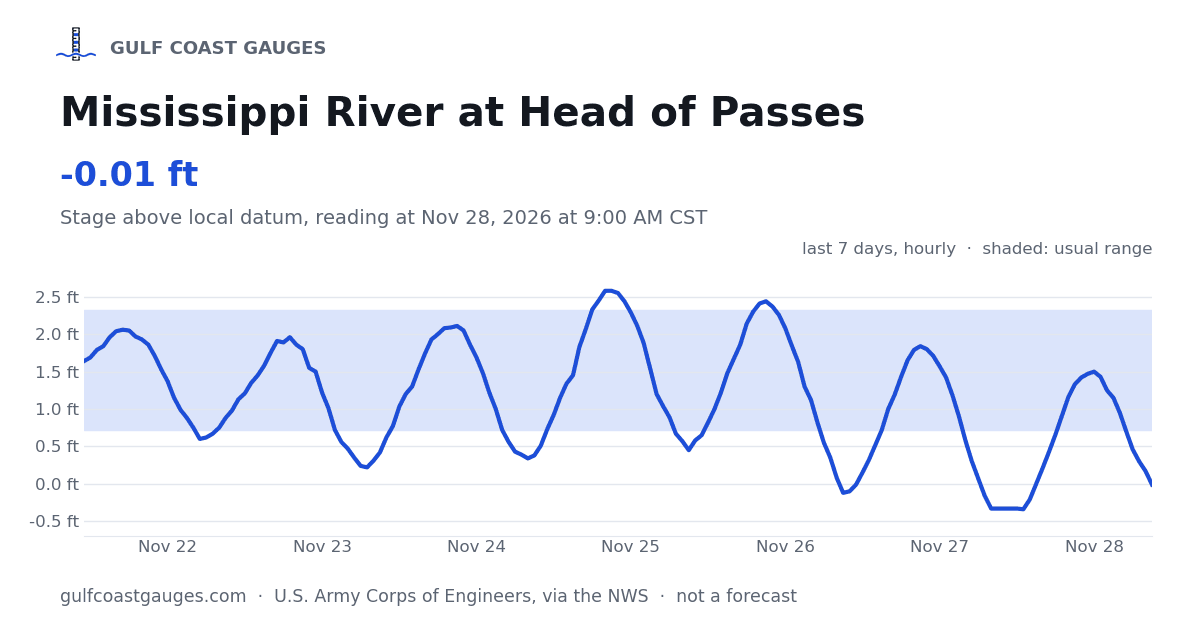 GULF COAST GAUGES
Mississippi River at Head of Passes
-0.01 ft
Stage above local datum, reading at Nov 28, 2026 at 9:00 AM CST
last 7 days, hourly · shaded: usual range
2.5 ft
2.0 ft
1.5 ft
1.0 ft
0.5 ft
0.0 ft
-0.5 ft
Nov 22 Nov 23 Nov 24 Nov 25 Nov 26 Nov 27 Nov 28
gulfcoastgauges.com · U.S. Army Corps of Engineers, via the NWS · not a forecast